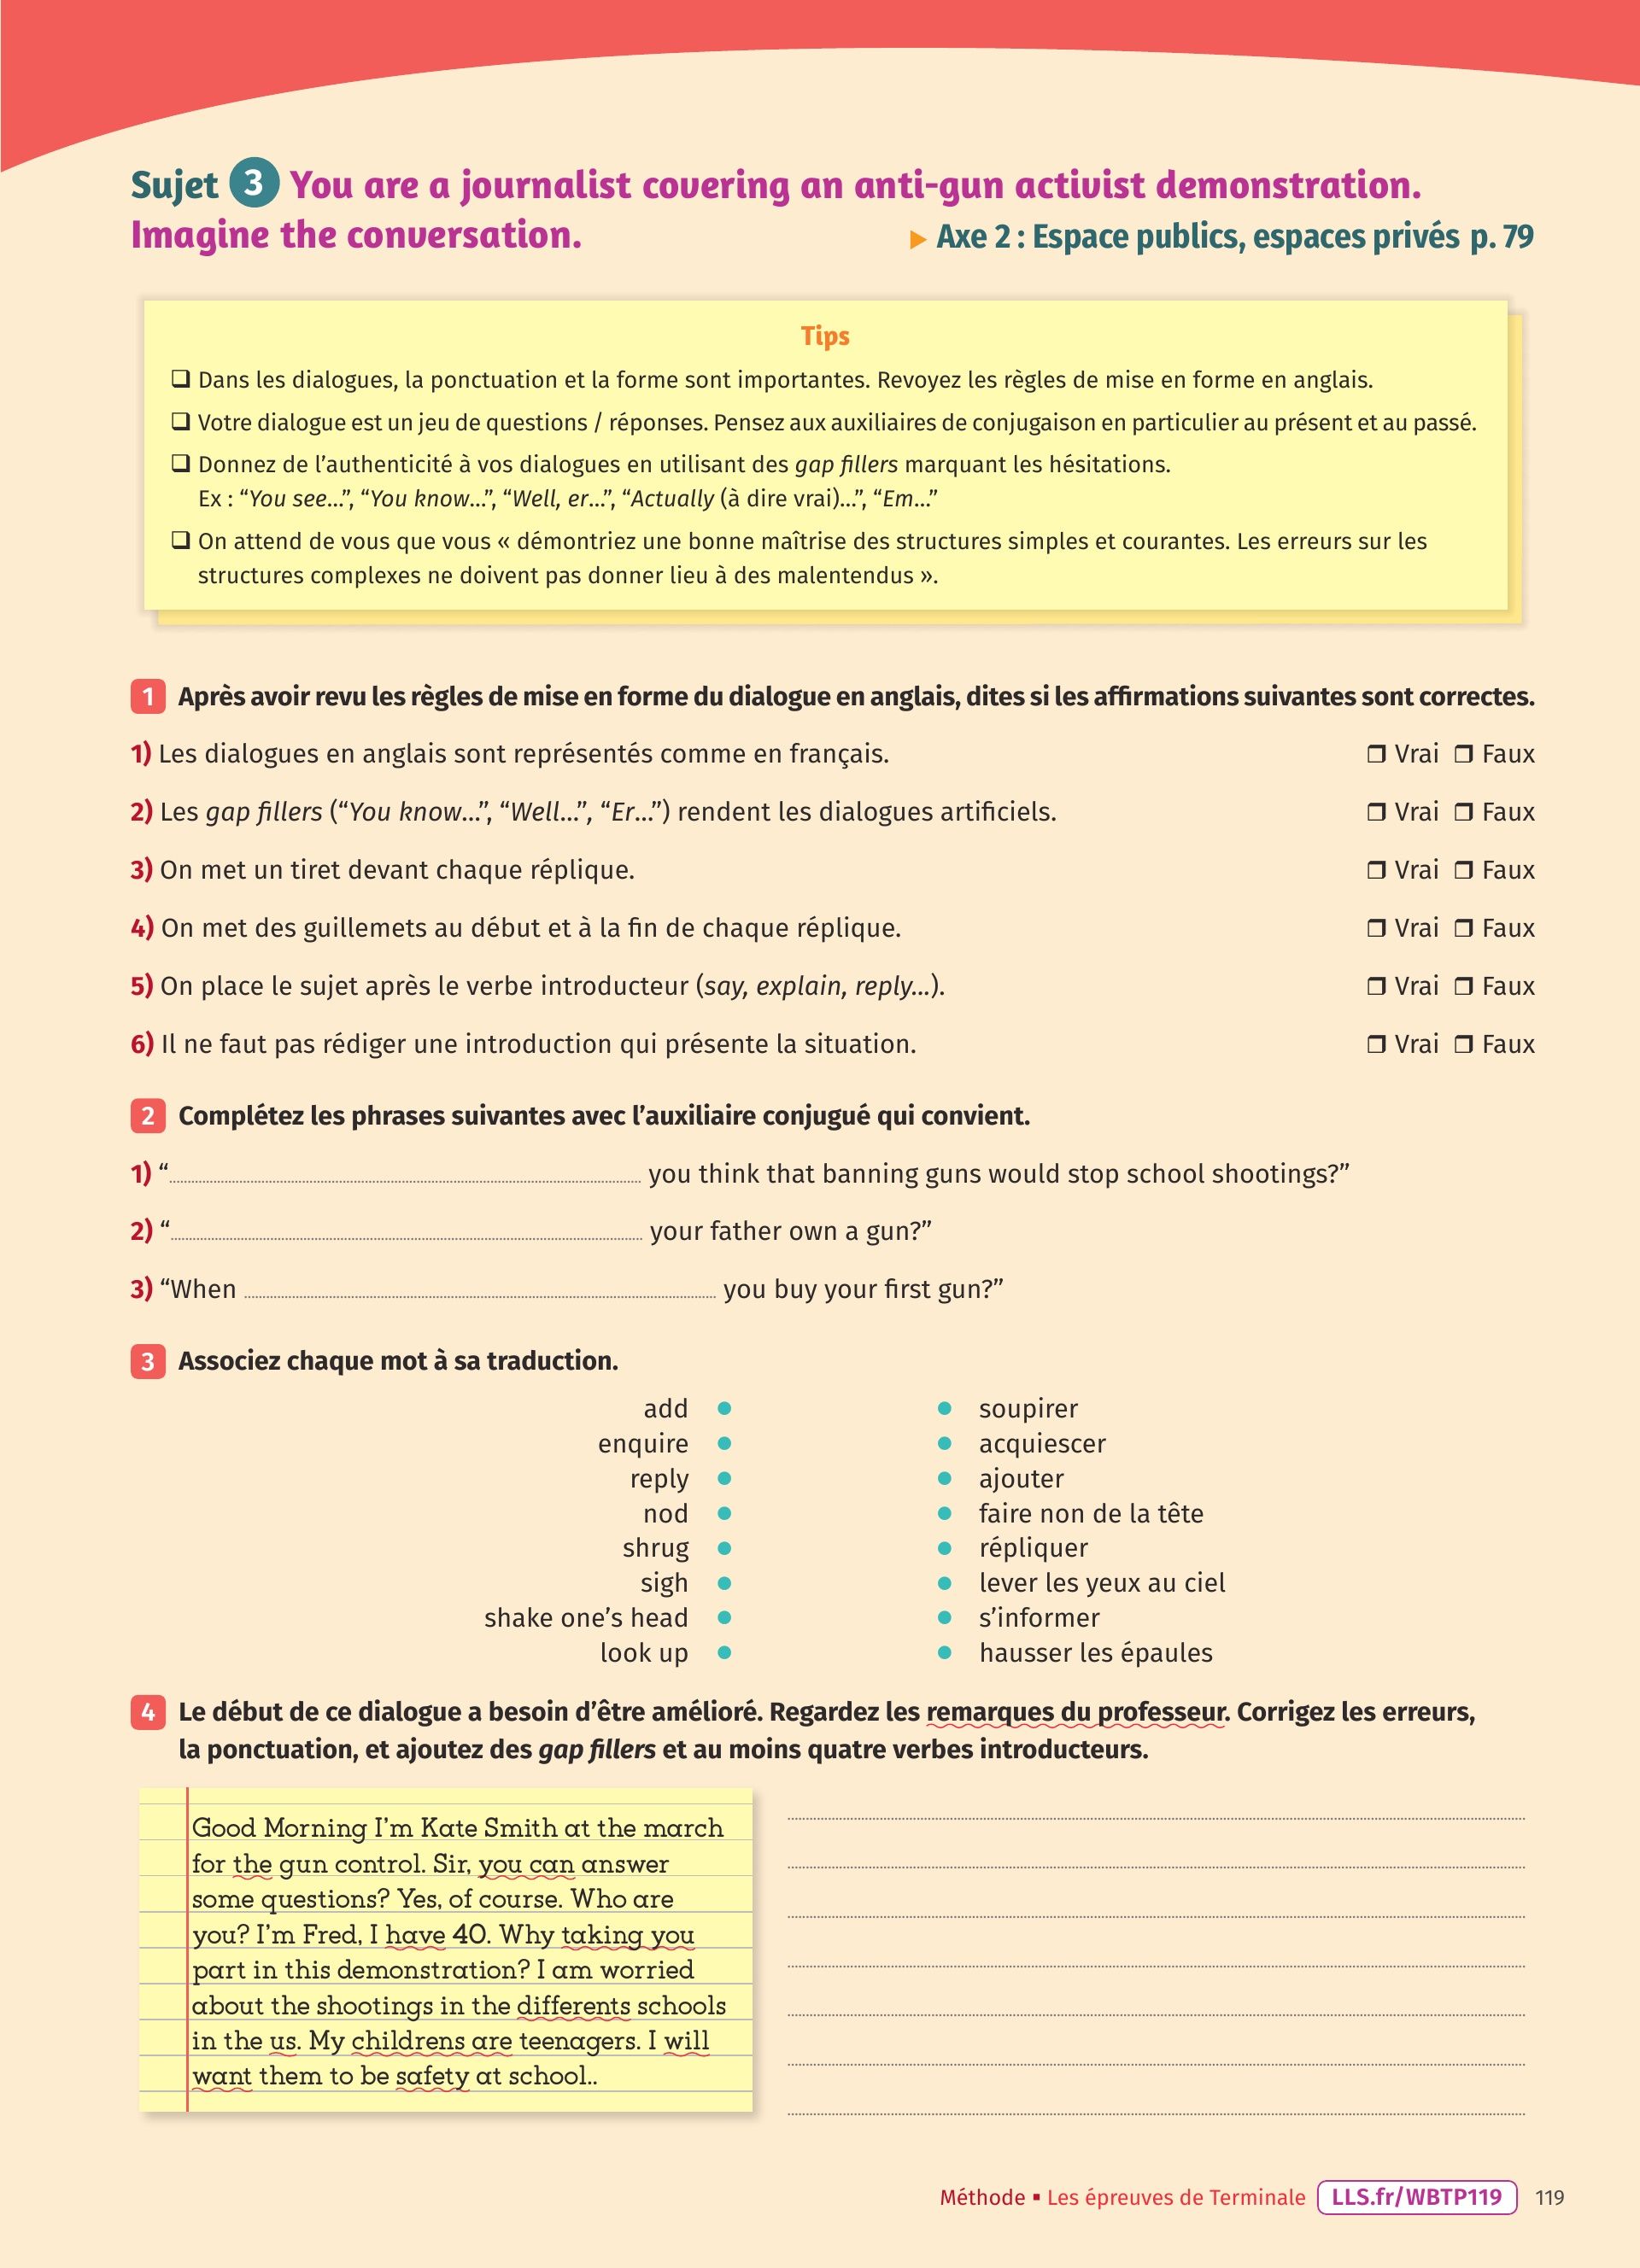 Sujet 3 You are a journalist covering an anti-gun activist demonstration.
Imagine the conversation.
▶ Axe 2 : Espace publics, espaces privés p. 79
Tips
❑ Dans les dialogues, la ponctuation et la forme sont importantes. Revoyez les règles de mise en forme en anglais.
❑ Votre dialogue est un jeu de questions / réponses. Pensez aux auxiliaires de conjugaison en particulier au présent et au passé.
❑ Donnez de l’authenticité à vos dialogues en utilisant des gap fillers marquant les hésitations.
Ex : “You see…”, “You know…”, “Well, er…”, “Actually (à dire vrai)…”, “Em…”
❑ On attend de vous que vous « démontriez une bonne maîtrise des structures simples et courantes. Les erreurs sur les
structures complexes ne doivent pas donner lieu à des malentendus ».
1 Après avoir revu les règles de mise en forme du dialogue en anglais, dites si les affirmations suivantes sont correctes.
1) Les dialogues en anglais sont représentés comme en français. ❒ Vrai ❒ Faux
2) Les gap fillers (“You know…”, “Well…”, “Er…”) rendent les dialogues artificiels. ❒ Vrai ❒ Faux
3) On met un tiret devant chaque réplique. ❒ Vrai ❒ Faux
4) On met des guillemets au début et à la fin de chaque réplique. ❒ Vrai ❒ Faux
5) On place le sujet après le verbe introducteur (say, explain, reply…). ❒ Vrai ❒ Faux
6) Il ne faut pas rédiger une introduction qui présente la situation. ❒ Vrai ❒ Faux
2 Complétez les phrases suivantes avec l’auxiliaire conjugué qui convient.
1) “ you think that banning guns would stop school shootings?”
2) “ your father own a gun?”
3) “When you buy your first gun?”
3 Associez chaque mot à sa traduction.
add • • soupirer
enquire • • acquiescer
reply • • ajouter
nod • • faire non de la tête
shrug • • répliquer
sigh • • lever les yeux au ciel
shake one’s head • • s’informer
look up • • hausser les épaules
4 Le début de ce dialogue a besoin d’être amélioré. Regardez les remarques du professeur. Corrigez les erreurs,
la ponctuation, et ajoutez des gap fillers et au moins quatre verbes introducteurs.
Good Morning I’m Kate Smith at the march
for the gun control. Sir, you can answer
some questions? Yes, of course. Who are
you? I’m Fred, I have 40. Why taking you
part in this demonstration? I am worried
about the shootings in the differents schools
in the us. My childrens are teenagers. I will
want them to be safety at school..
Méthode ▪ Les épreuves de Terminale LLS.fr/WBTP119 119